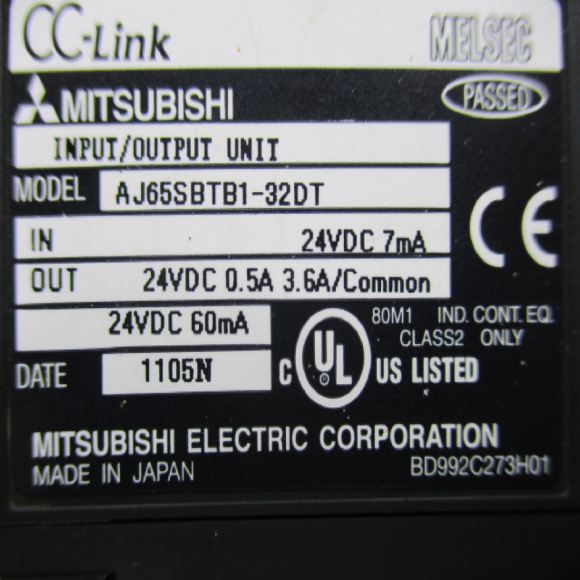 CC-Link MELSEC
MITSUBISHI PASSED
INPUT/OUTPUT UNIT
MODEL AJ65SBTB1-32DT
IN 24VDC 7mA CE
OUT 24VDC 0.5A 3.6A/Common
24VDC 60mA 80M1 IND. CONT. EQ.
CLASS2 ONLY
DATE 1105N C UL US LISTED
MITSUBISHI ELECTRIC CORPORATION
MADE IN JAPAN BD992C273H01